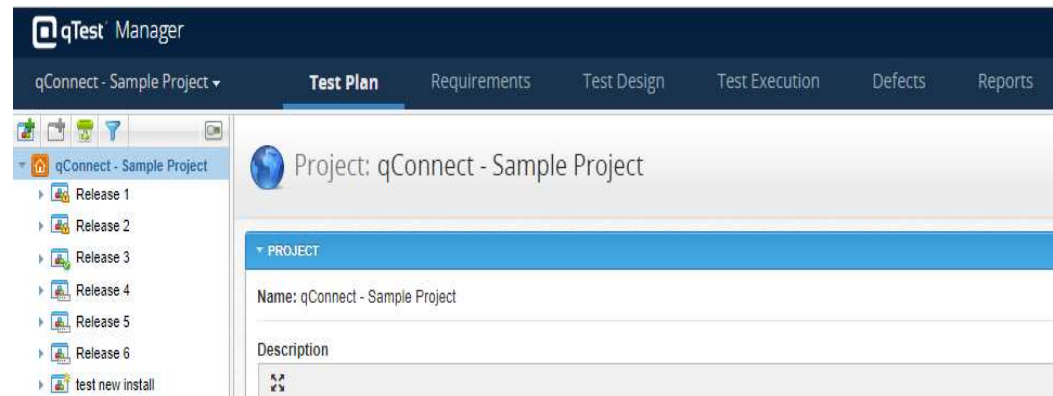 qTest Manager
qConnect - Sample Project
Test Plan Requirements Test Design Test Execution Defects Reports
qConnect - Sample Project
Release 1
Release 2
Release 3
Release 4
Release 5
Release 6
test new install
Project: qConnect - Sample Project
PROJECT
Name: qConnect - Sample Project
Description